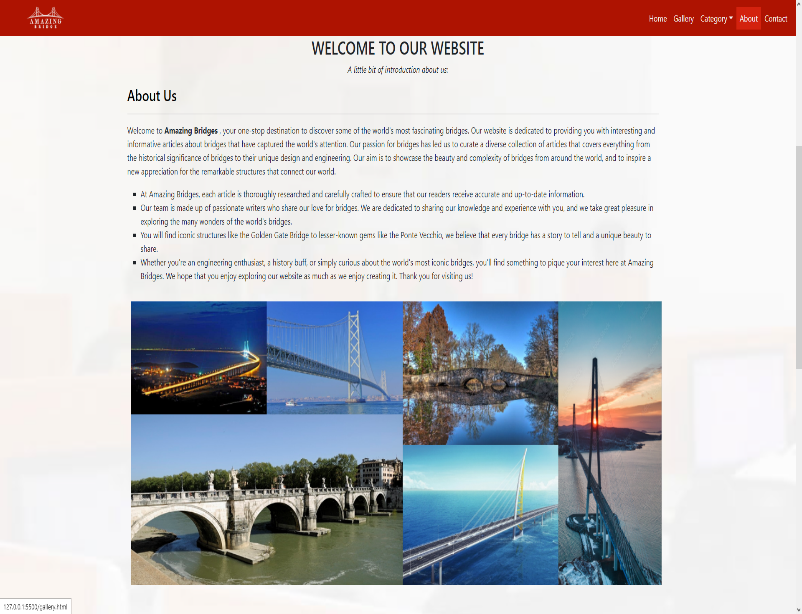 AMAZING
BRIDGE
Home Gallery Category About Contact
WELCOME TO OUR WEBSITE
A little bit of introduction about us:
About Us
Welcome to Amazing Bridges , your one-stop destination to discover some of the world's most fascinating bridges. Our website is dedicated to providing you with interesting and
informative articles about bridges that have captured the world's attention. Our passion for bridges has led us to curate a diverse collection of articles that covers everything from
the historical significance of bridges to their unique design and engineering. Our aim is to showcase the beauty and complexity of bridges from around the world, and to inspire a
new appreciation for the remarkable structures that connect our world.
At Amazing Bridges, each article is thoroughly researched and carefully crafted to ensure that our readers receive accurate and up-to-date information.
Our team is made up of passionate writers who share our love for bridges. We are dedicated to sharing our knowledge and experience with you, and we take great pleasure in
exploring the many wonders of the world's bridges.
You will find iconic structures like the Golden Gate Bridge to lesser-known gems like the Ponte Vecchio, we believe that every bridge has a story to tell and a unique beauty to
share.
Whether you're an engineering enthusiast, a history buff, or simply curious about the world's most iconic bridges, you'll find something to pique your interest here at Amazing
Bridges. We hope that you enjoy exploring our website as much as we enjoy creating it. Thank you for visiting us!
127.0.0.1:5500/gallery.html